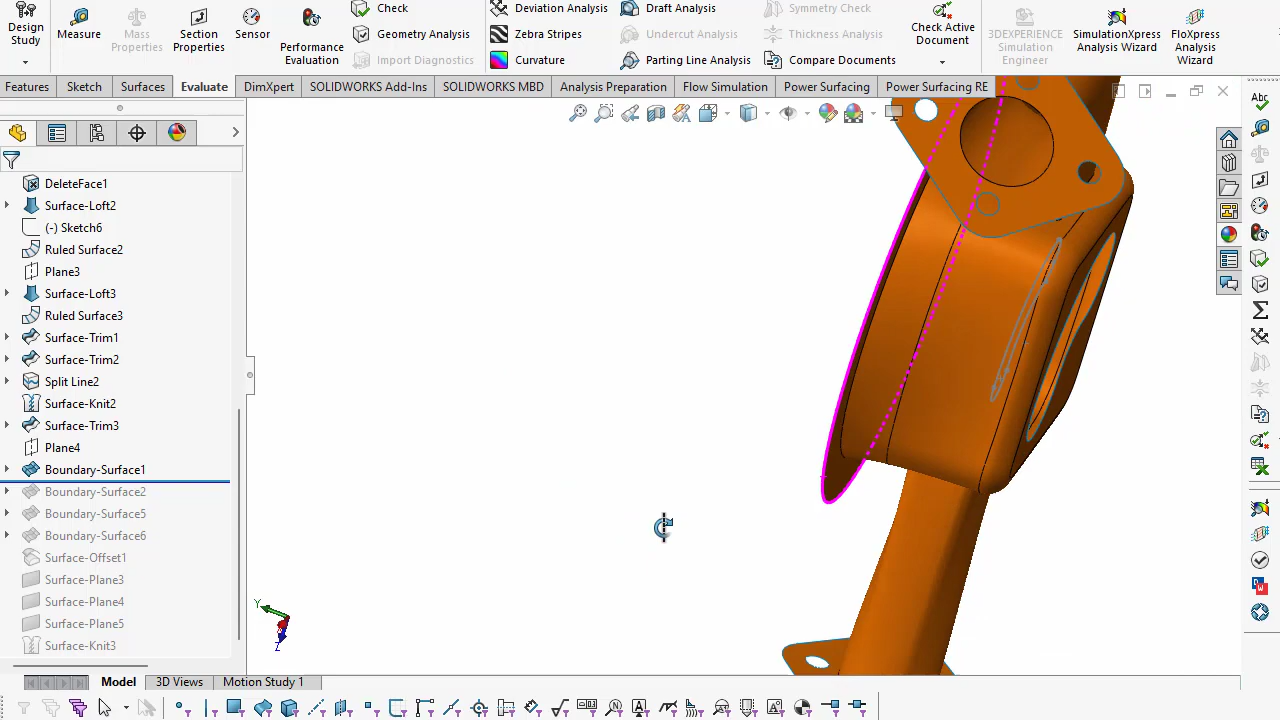 Design Study
Measure
Mass Properties
Section Properties
Sensor
Performance Evaluation
Check
Geometry Analysis
Import Diagnostics
Deviation Analysis
Zebra Stripes
Curvature
Draft Analysis
Undercut Analysis
Parting Line Analysis
Symmetry Check
Thickness Analysis
Compare Documents
Check Active Document
3DEXPERIENCE Simulation Engineer
SimulationXpress Analysis Wizard
FloXpress Analysis Wizard
Features
Sketch
Surfaces
Evaluate
DimXpert
SOLIDWORKS Add-Ins
SOLIDWORKS MBD
Analysis Preparation
Flow Simulation
Power Surfacing
Power Surfacing RE
DeleteFace1
Surface-Loft2
(-) Sketch6
Ruled Surface2
Plane3
Surface-Loft3
Ruled Surface3
Surface-Trim1
Surface-Trim2
Split Line2
Surface-Knit2
Surface-Trim3
Plane4
Boundary-Surface1
Boundary-Surface2
Boundary-Surface5
Boundary-Surface6
Surface-Offset1
Surface-Plane3
Surface-Plane4
Surface-Plane5
Surface-Knit3
Y
Z
Abc
Model
3D Views
Motion Study 1